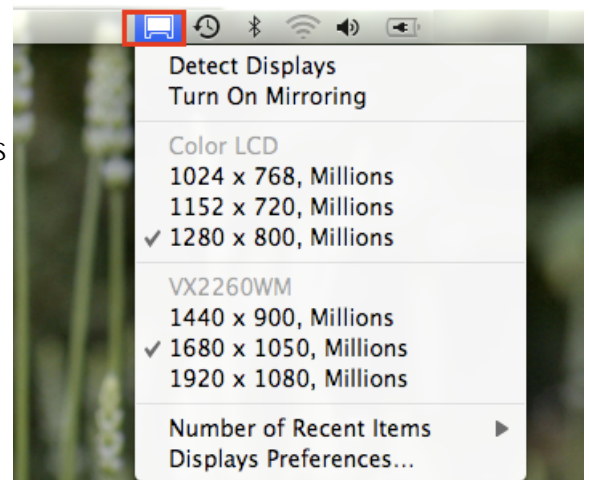 S
Detect Displays
Turn On Mirroring
Color LCD
1024 x 768, Millions
1152 x 720, Millions
✓ 1280 x 800, Millions
VX2260WM
1440 x 900, Millions
✓ 1680 x 1050, Millions
1920 x 1080, Millions
Number of Recent Items
Displays Preferences...